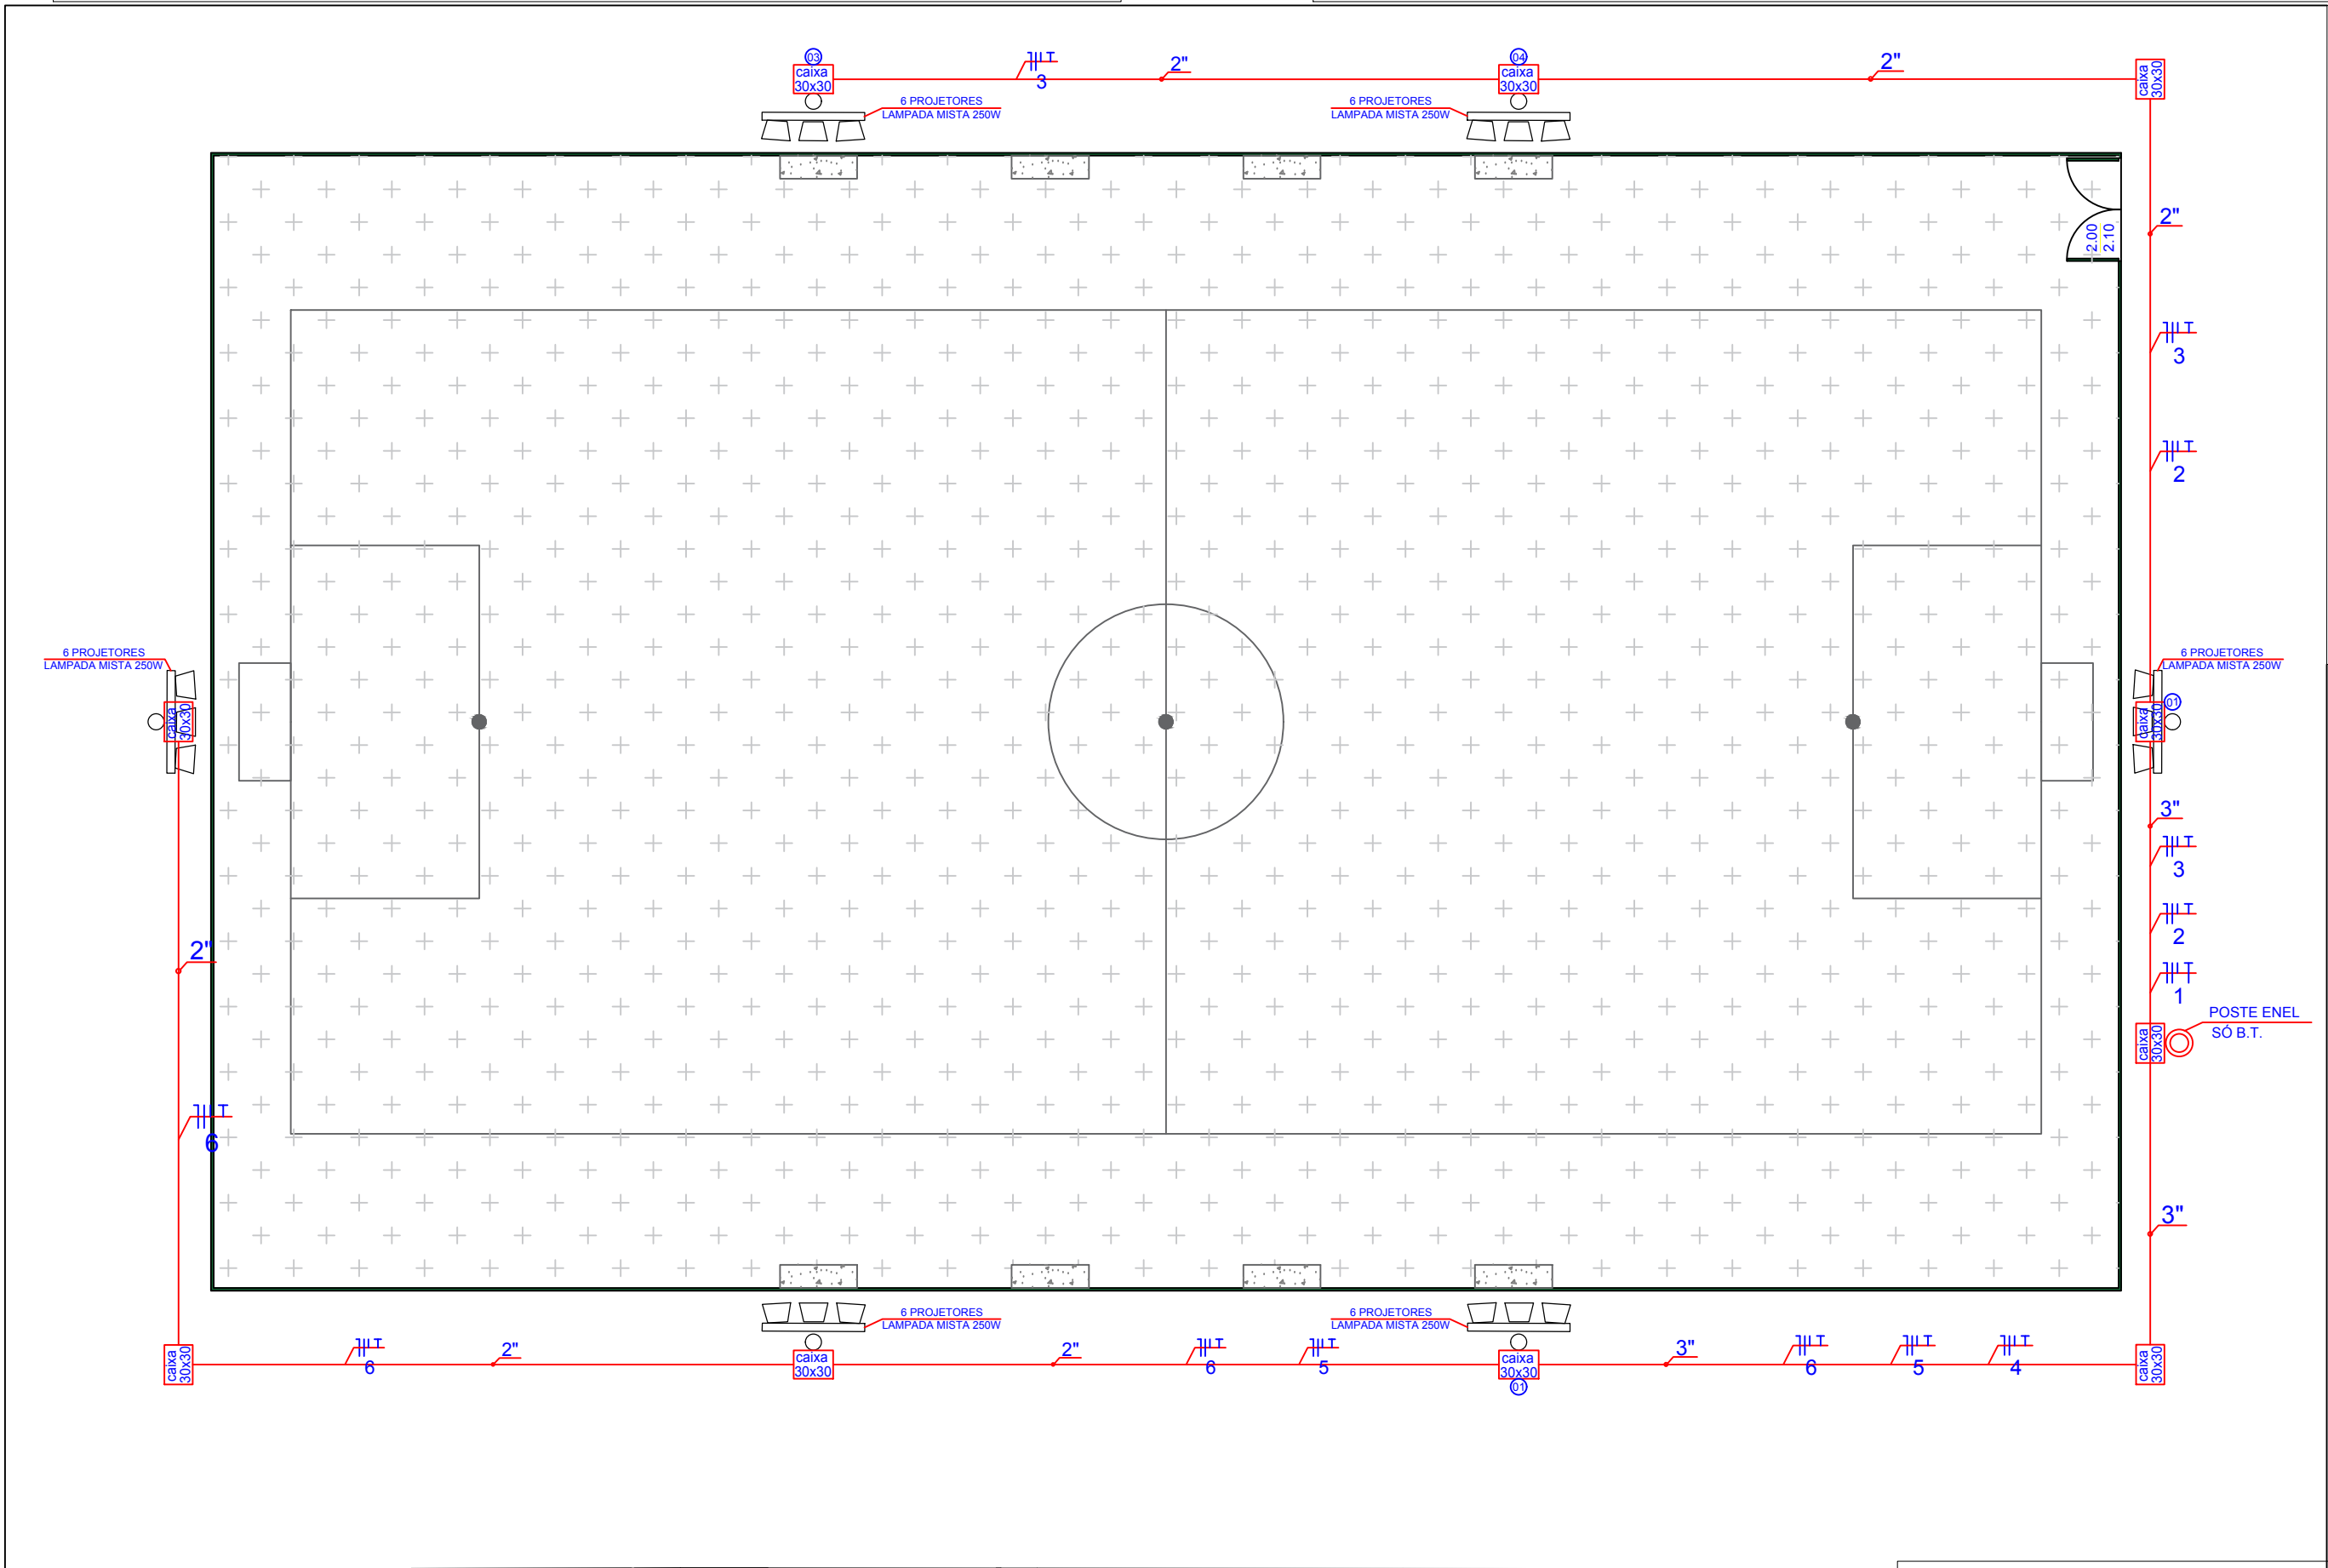 03
caixa
30x30
3
2"
04
caixa
30x30
2"
caixa
30x30
6 PROJETORES
LAMPADA MISTA 250W
6 PROJETORES
LAMPADA MISTA 250W
2"
2.00
2.10
3
2
6 PROJETORES
LAMPADA MISTA 250W
caixa
30x30
6 PROJETORES
LAMPADA MISTA 250W
01
caixa
30x30
3"
3
2
2"
1
POSTE ENEL
SÓ B.T.
caixa
30x30
6
3"
6 PROJETORES
LAMPADA MISTA 250W
6 PROJETORES
LAMPADA MISTA 250W
caixa
30x30
6
2"
caixa
30x30
2"
6
5
caixa
30x30
01
3"
6
5
4
caixa
30x30